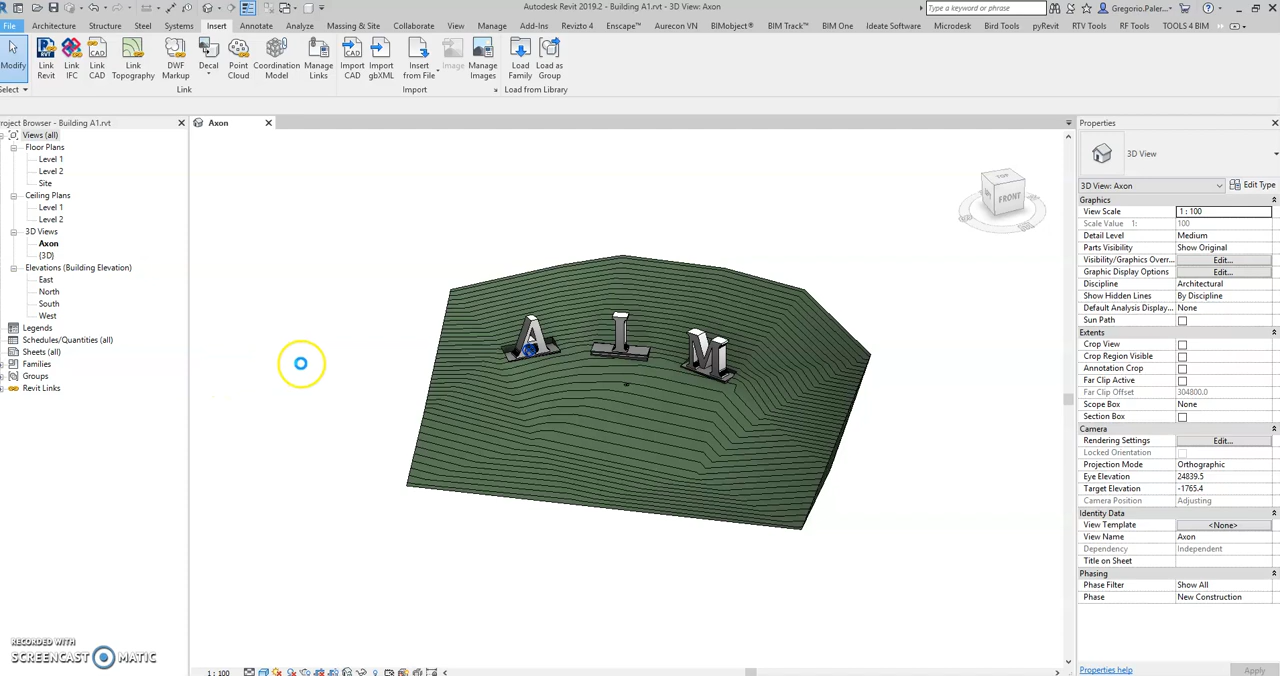 Autodesk Revit 2019.2 - Building A1.rvt - 3D View: Axon
Type a keyword or phrase
Gregorio.Paler...
File Architecture Structure Steel Systems Insert Annotate Analyze Massing & Site Collaborate View Manage Add-Ins Revizto 4 Enscape™ Aurecon VN BIMobject® BIM Track™ BIM One Ideate Software Microdesk Bird Tools pyRevit RTV Tools RF Tools TOOLS 4 BIM
Modify
Link Revit
Link IFC
Link CAD
Link Topography
DWF Markup
Decal
Point Cloud
Coordination Model
Manage Links
Import CAD
Import gbXML
Insert from File
Image
Manage Images
Load Family
Load as Group
Select
Link
Import
Load from Library
roject Browser - Building A1.rvt
Views (all)
Floor Plans
Level 1
Level 2
Site
Ceiling Plans
Level 1
Level 2
3D Views
Axon
{3D}
Elevations (Building Elevation)
East
North
South
West
Legends
Schedules/Quantities (all)
Sheets (all)
Families
Groups
Revit Links
RECORDED WITH
SCREENCAST MATIC
Axon
TOP
FRONT
A I M
1 : 100
Properties
3D View
3D View: Axon
Edit Type
Graphics
View Scale 1 : 100
Scale Value 1: 100
Detail Level Medium
Parts Visibility Show Original
Visibility/Graphics Overr... Edit...
Graphic Display Options Edit...
Discipline Architectural
Show Hidden Lines By Discipline
Default Analysis Display... None
Sun Path
Extents
Crop View
Crop Region Visible
Annotation Crop
Far Clip Active
Far Clip Offset 304800.0
Scope Box None
Section Box
Camera
Rendering Settings Edit...
Locked Orientation
Projection Mode Orthographic
Eye Elevation 24839.5
Target Elevation -1765.4
Camera Position Adjusting
Identity Data
View Template <None>
View Name Axon
Dependency Independent
Title on Sheet
Phasing
Phase Filter Show All
Phase New Construction
Properties help
Apply